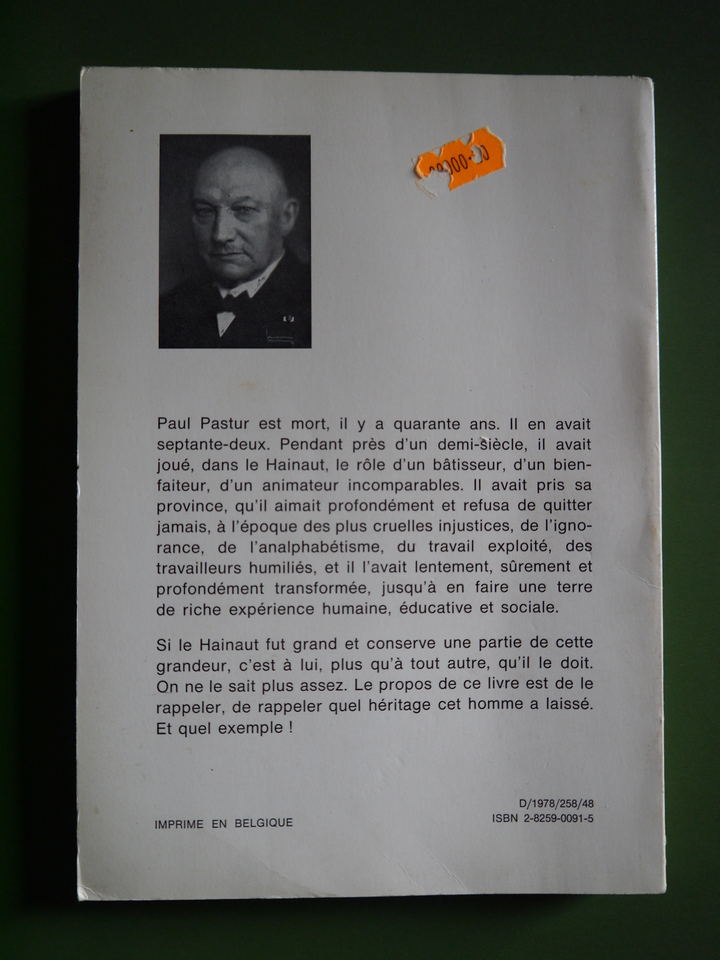 Paul Pastur est mort, il y a quarante ans. Il en avait
septante-deux. Pendant près d'un demi-siècle, il avait
joué, dans le Hainaut, le rôle d'un bâtisseur, d'un bien-
faiteur, d'un animateur incomparables. Il avait pris sa
province, qu'il aimait profondément et refusa de quitter
jamais, à l'époque des plus cruelles injustices, de l'igno-
rance, de l'analphabétisme, du travail exploité, des
travailleurs humiliés, et il l'avait lentement, sûrement et
profondément transformée, jusqu'à en faire une terre
de riche expérience humaine, éducative et sociale.
Si le Hainaut fut grand et conserve une partie de cette
grandeur, c'est à lui, plus qu'à tout autre, qu'il le doit.
On ne le sait plus assez. Le propos de ce livre est de le
rappeler, de rappeler quel héritage cet homme a laissé.
Et quel exemple !
D/1978/258/48
IMPRIME EN BELGIQUE
ISBN 2-8259-0091-5